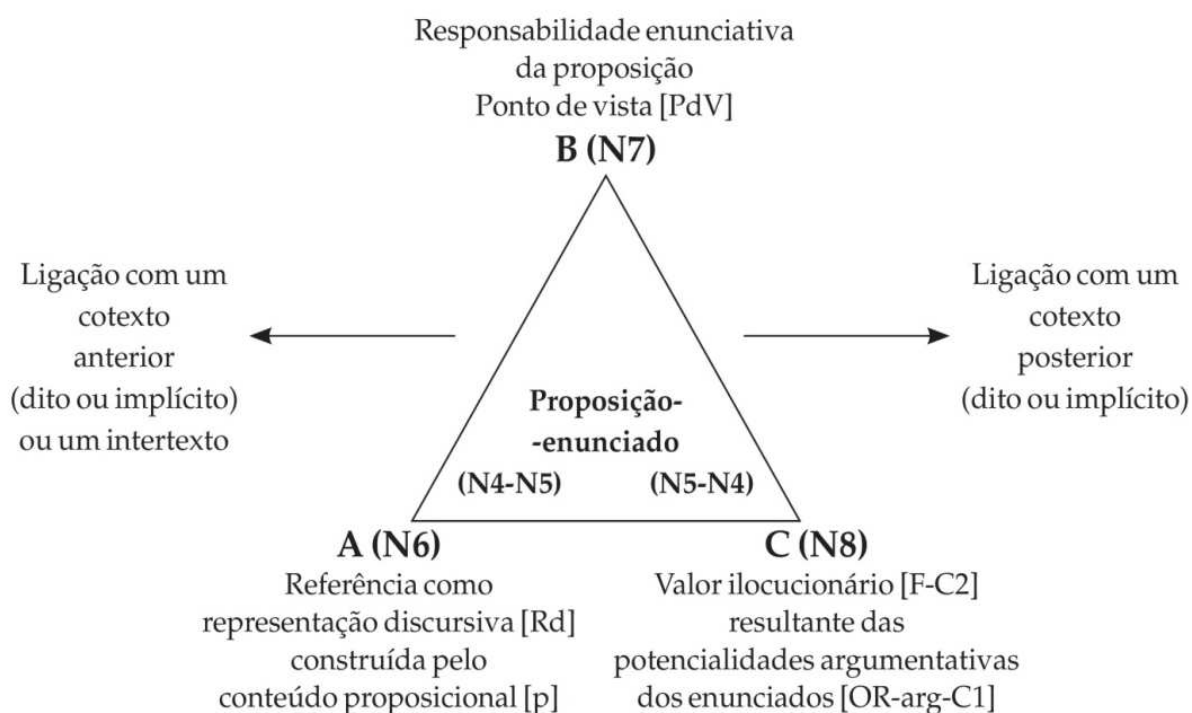 Responsabilidade enunciativa
da proposição
Ponto de vista [PdV]
B (N7)
Ligação com um
cotexto
anterior
(dito ou implícito)
ou um intertexto
Ligação com um
cotexto
posterior
(dito ou implícito)
Proposição-
-enunciado
(N4-N5) (N5-N4)
A (N6)
Referência como
representação discursiva [Rd]
construída pelo
conteúdo proposicional [p]
C (N8)
Valor ilocucionário [F-C2]
resultante das
potencialidades argumentativas
dos enunciados [OR-arg-C1]